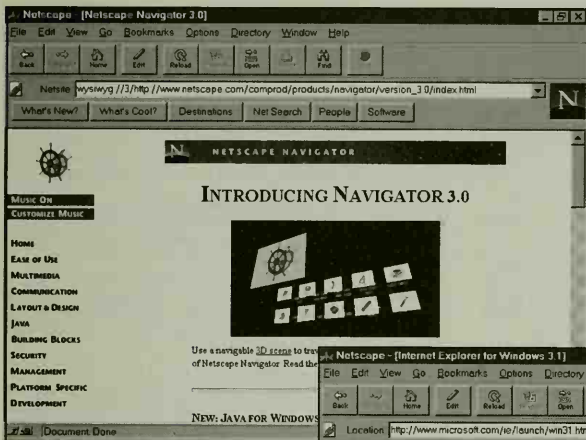 Netscape - [Netscape Navigator 3.0]
File Edit View Go Bookmarks Options Directory Window Help
Back Home Edit Reload Open Find
Netsite wysiwyg //3/http //www netscape com/comprod/products/navigator/version_3 0/index html
What's New? What's Cool? Destinations Net Search People Software
N
N NETSCAPE NAVIGATOR
INTRODUCING NAVIGATOR 3.0
MUSIC ON
CUSTOMIZE MUSIC
HOME
EASE OF USE
MULTIMEDIA
COMMUNICATION
LAYOUT & DESIGN
JAVA
BUILDING BLOCKS
SECURITY
MANAGEMENT
PLATFORM SPECIFIC
DEVELOPMENT
Use a navigable 3D scene to trav
of Netscape Navigator Read the
NEW: JAVA FOR WINDOWS
Document Done
Netscape - [Internet Explorer for Windows 3.1]
File Edit View Go Bookmarks Options Directory
Back Home Edit Reload Open
Location http://www.microsoft.com/ie/launch/win31 htr